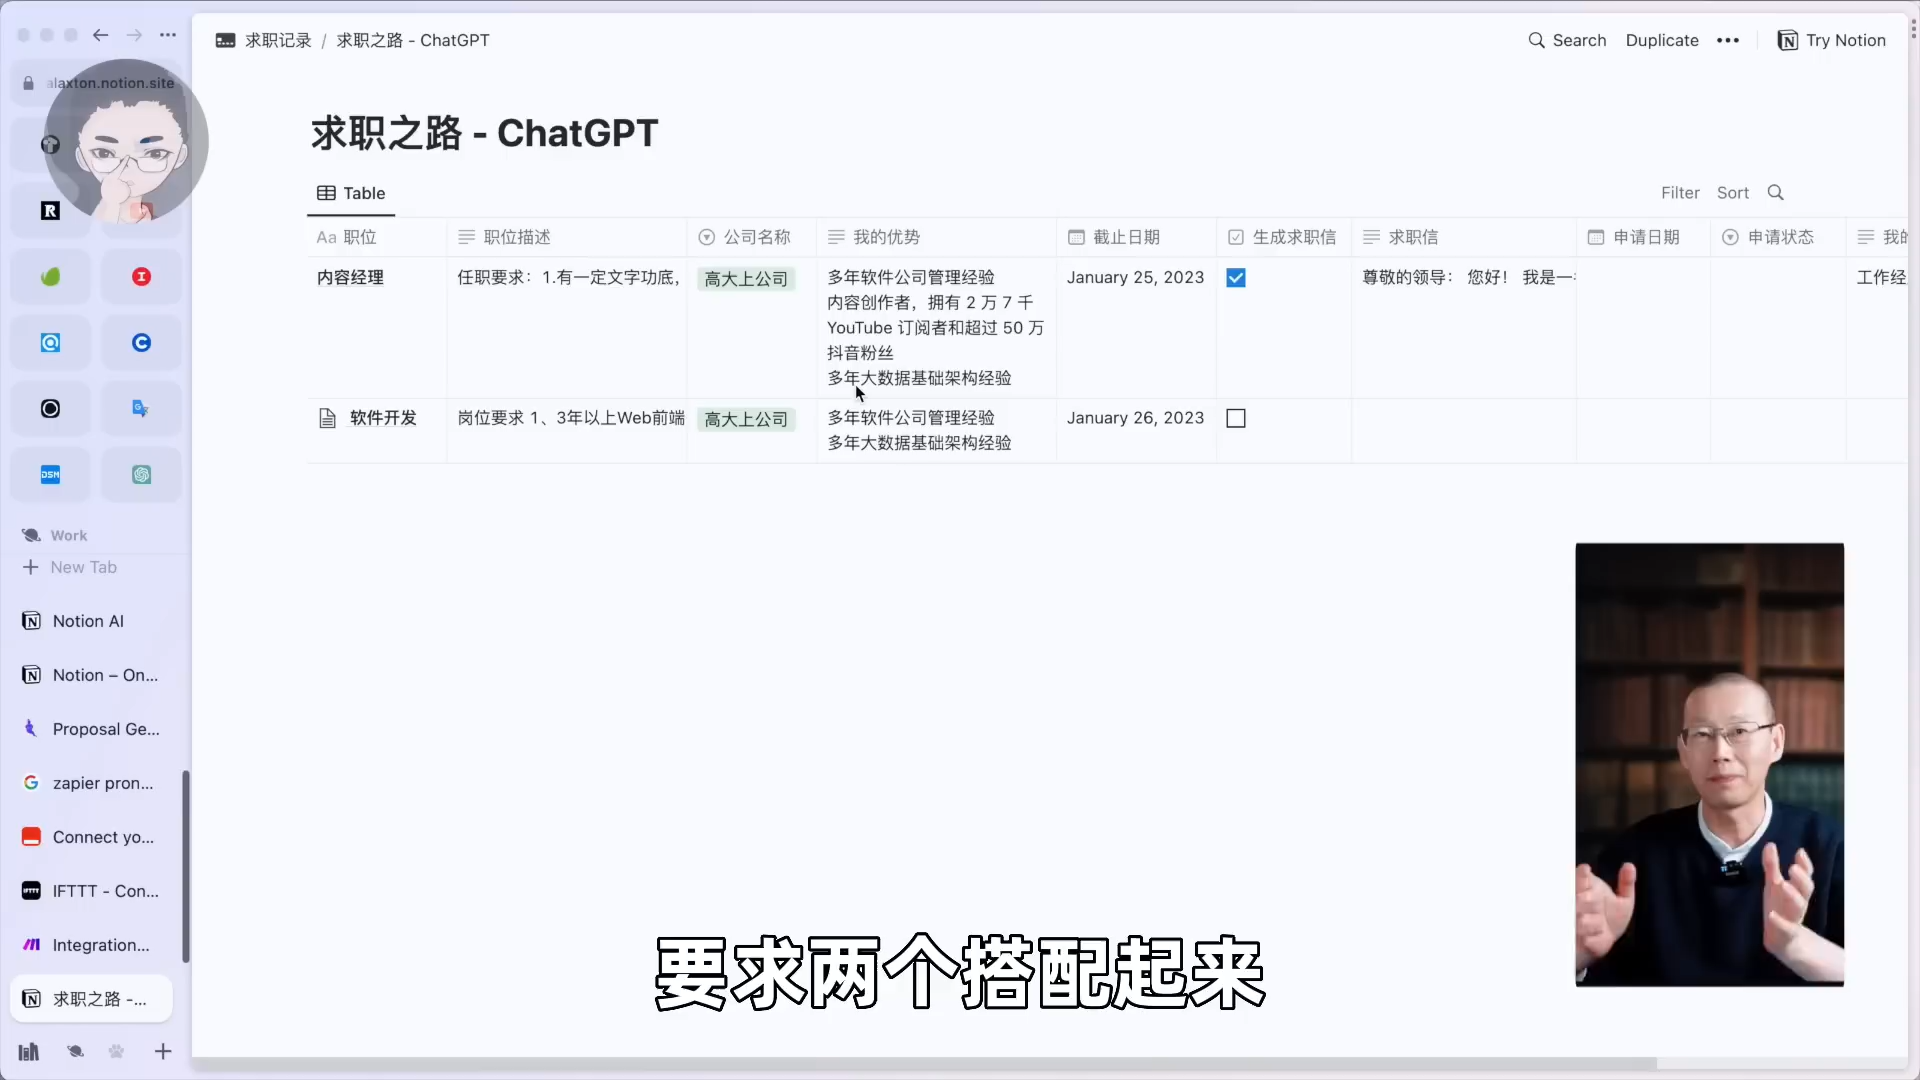 求职记录 / 求职之路 - ChatGPT
Search Duplicate Try Notion
alaxton.notion.site
求职之路 - ChatGPT
Table
Filter Sort
Aa 职位 职位描述 公司名称 我的优势 截止日期 生成求职信 求职信 申请日期 申请状态 我的
内容经理 任职要求：1.有一定文字功底, 高大上公司 多年软件公司管理经验 January 25, 2023 尊敬的领导： 您好！ 我是一 工作经
内容创作者，拥有 2 万 7 千
YouTube 订阅者和超过 50 万
抖音粉丝
多年大数据基础架构经验
软件开发 岗位要求 1、3年以上Web前端 高大上公司 多年软件公司管理经验 January 26, 2023
多年大数据基础架构经验
DSM
Work
New Tab
Notion AI
Notion – On...
Proposal Ge...
zapier pron...
Connect yo...
IFTTT - Con...
Integration...
求职之路 -...
要求两个搭配起来